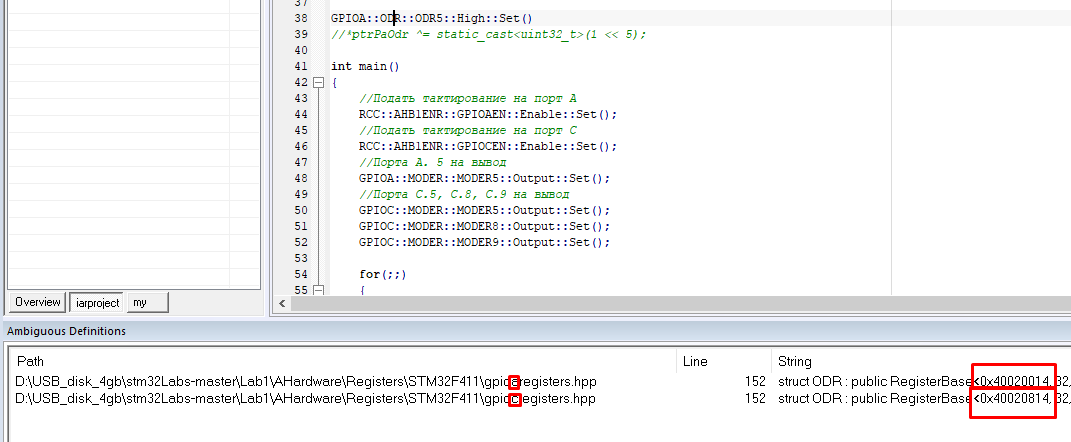 37
38 GPIOA::ODR::ODR5::High::Set()
39 //*ptrPaOdr ^= static_cast<uint32_t>(1 << 5);
40
41 int main()
42 {
43 //Подать тактирование на порт A
44 RCC::AHB1ENR::GPIOAEN::Enable::Set();
45 //Подать тактирование на порт C
46 RCC::AHB1ENR::GPIOCEN::Enable::Set();
47 //Порта A. 5 на вывод
48 GPIOA::MODER::MODER5::Output::Set();
49 //Порта C.5, C.8, C.9 на вывод
50 GPIOC::MODER::MODER5::Output::Set();
51 GPIOC::MODER::MODER8::Output::Set();
52 GPIOC::MODER::MODER9::Output::Set();
53
54 for(;;)
55 {
Overview iarproject my
Ambiguous Definitions
Path Line String
D:\USB_disk_4gb\stm32Labs-master\Lab1\AHardware\Registers\STM32F411\gpioaregisters.hpp 152 struct ODR : public RegisterBase<0x40020014, 32,
D:\USB_disk_4gb\stm32Labs-master\Lab1\AHardware\Registers\STM32F411\gpiocregisters.hpp 152 struct ODR : public RegisterBase<0x40020814, 32,